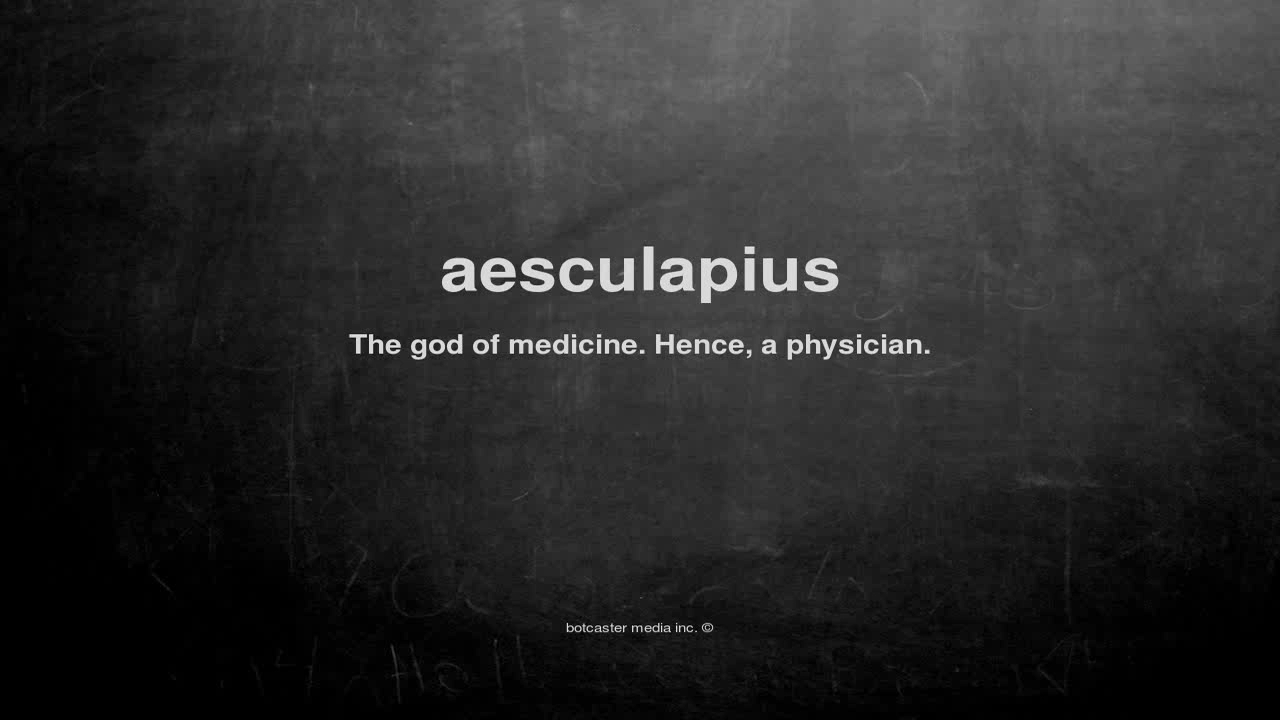 aesculapius
The god of medicine. Hence, a physician.
botcaster media inc. ©